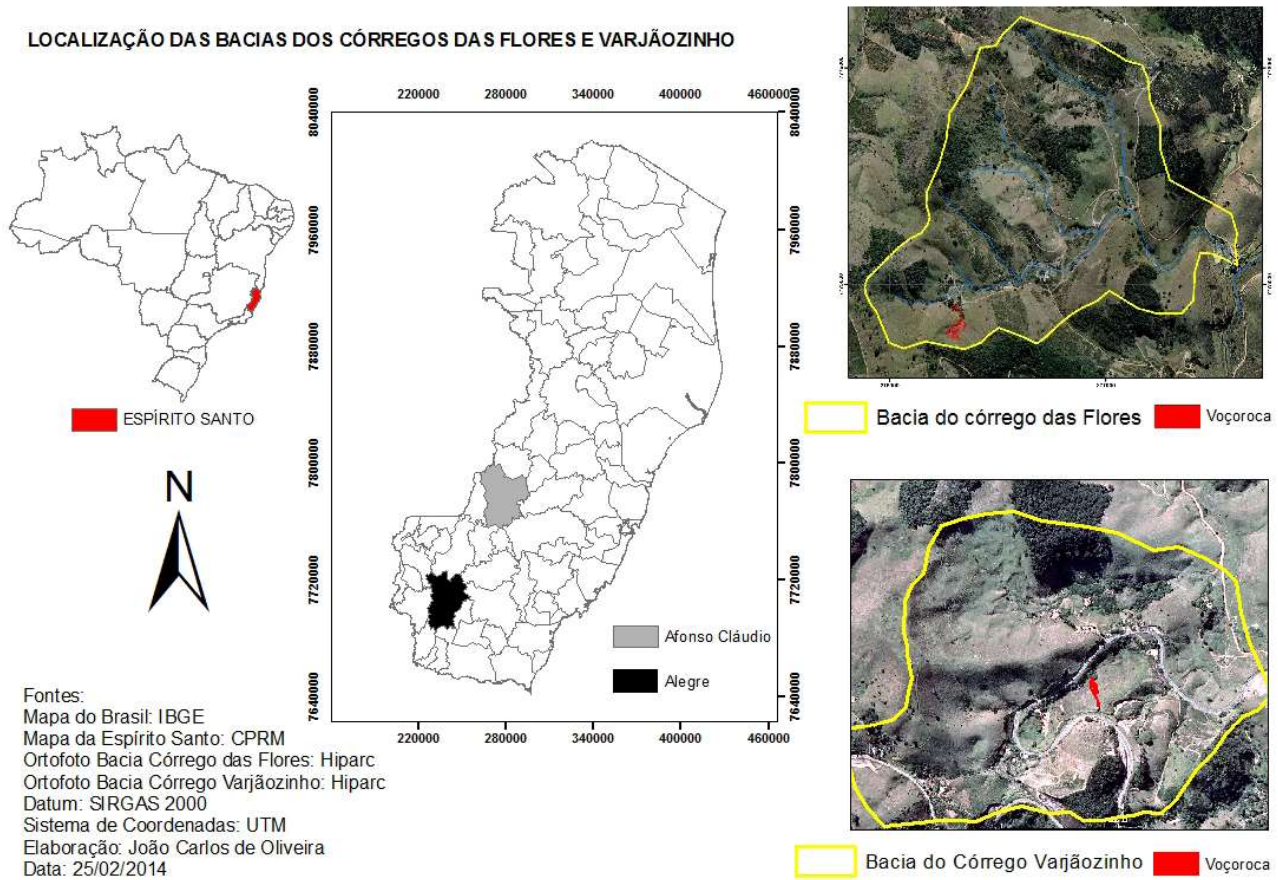 LOCALIZAÇÃO DAS BACIAS DOS CÓRREGOS DAS FLORES E VARJÃOZINHO
220000 280000 340000 400000 4600000
8040000
7960000
7880000
7800000
7720000
7640000
8040000
7960000
7880000
7800000
7720000
7640000
220000 280000 340000 400000 460000
ESPÍRITO SANTO
N
Afonso Cláudio
Alegre
Bacia do córrego das Flores
Voçoroca
Bacia do Córrego Varjãozinho
Voçoroca
Fontes:
Mapa do Brasil: IBGE
Mapa da Espírito Santo: CPRM
Ortofoto Bacia Córrego das Flores: Hiparc
Ortofoto Bacia Córrego Varjãozinho: Hiparc
Datum: SIRGAS 2000
Sistema de Coordenadas: UTM
Elaboração: João Carlos de Oliveira
Data: 25/02/2014